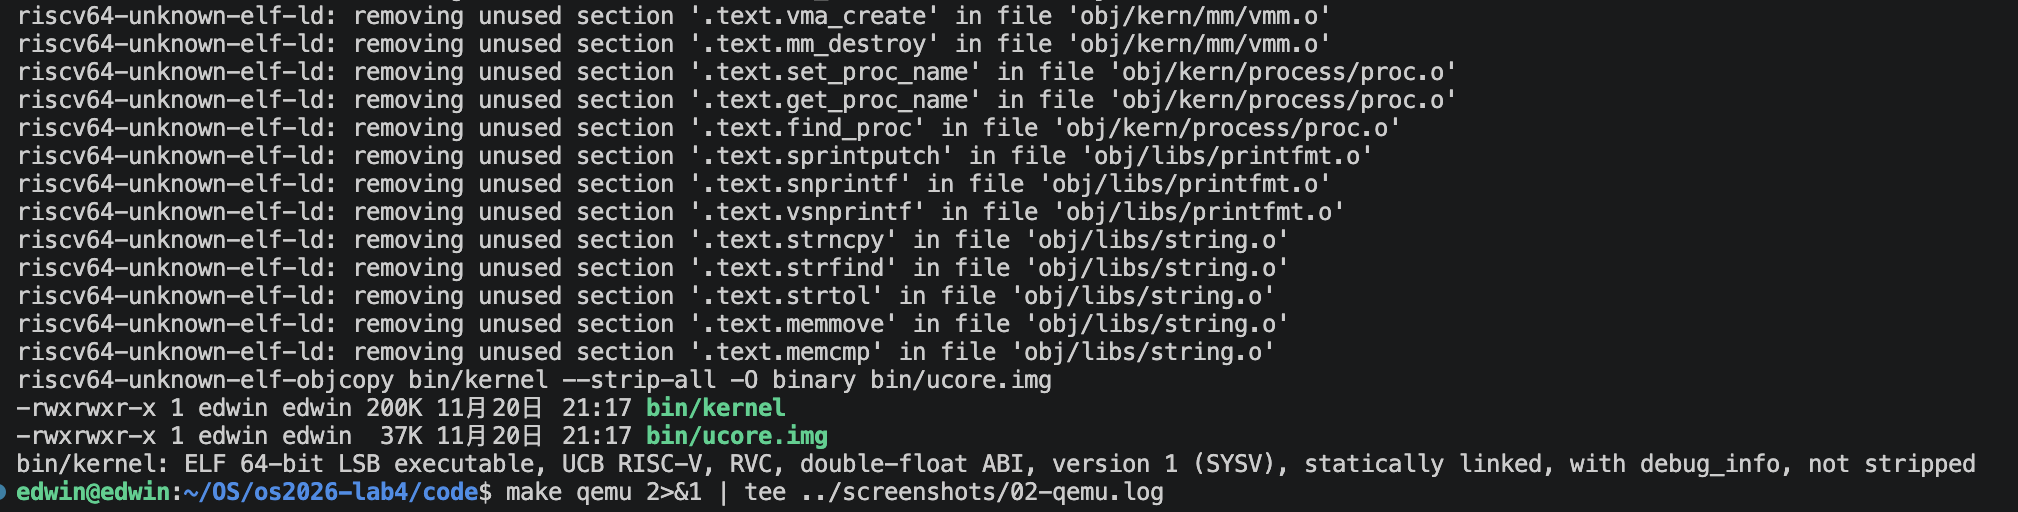 riscv64-unknown-elf-ld: removing unused section '.text.vma_create' in file 'obj/kern/mm/vmm.o'
riscv64-unknown-elf-ld: removing unused section '.text.mm_destroy' in file 'obj/kern/mm/vmm.o'
riscv64-unknown-elf-ld: removing unused section '.text.set_proc_name' in file 'obj/kern/process/proc.o'
riscv64-unknown-elf-ld: removing unused section '.text.get_proc_name' in file 'obj/kern/process/proc.o'
riscv64-unknown-elf-ld: removing unused section '.text.find_proc' in file 'obj/kern/process/proc.o'
riscv64-unknown-elf-ld: removing unused section '.text.sprintputch' in file 'obj/libs/printfmt.o'
riscv64-unknown-elf-ld: removing unused section '.text.snprintf' in file 'obj/libs/printfmt.o'
riscv64-unknown-elf-ld: removing unused section '.text.vsnprintf' in file 'obj/libs/printfmt.o'
riscv64-unknown-elf-ld: removing unused section '.text.strncpy' in file 'obj/libs/string.o'
riscv64-unknown-elf-ld: removing unused section '.text.strfind' in file 'obj/libs/string.o'
riscv64-unknown-elf-ld: removing unused section '.text.strtol' in file 'obj/libs/string.o'
riscv64-unknown-elf-ld: removing unused section '.text.memmove' in file 'obj/libs/string.o'
riscv64-unknown-elf-ld: removing unused section '.text.memcmp' in file 'obj/libs/string.o'
riscv64-unknown-elf-objcopy bin/kernel --strip-all -O binary bin/ucore.img
-rwxrwxr-x 1 edwin edwin 200K 11月20日 21:17 bin/kernel
-rwxrwxr-x 1 edwin edwin  37K 11月20日 21:17 bin/ucore.img
bin/kernel: ELF 64-bit LSB executable, UCB RISC-V, RVC, double-float ABI, version 1 (SYSV), statically linked, with debug_info, not stripped
edwin@edwin:~/OS/os2026-lab4/code$ make qemu 2>&1 | tee ../screenshots/02-qemu.log